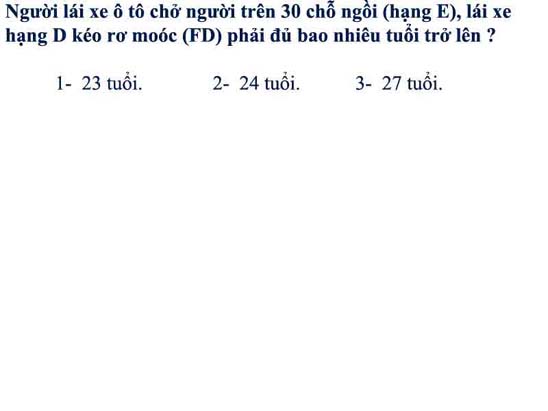 Người lái xe ô tô chở người trên 30 chỗ ngồi (hạng E), lái xe
hạng D kéo rơ moóc (FD) phải đủ bao nhiêu tuổi trở lên ?
1- 23 tuổi. 2- 24 tuổi. 3- 27 tuổi.